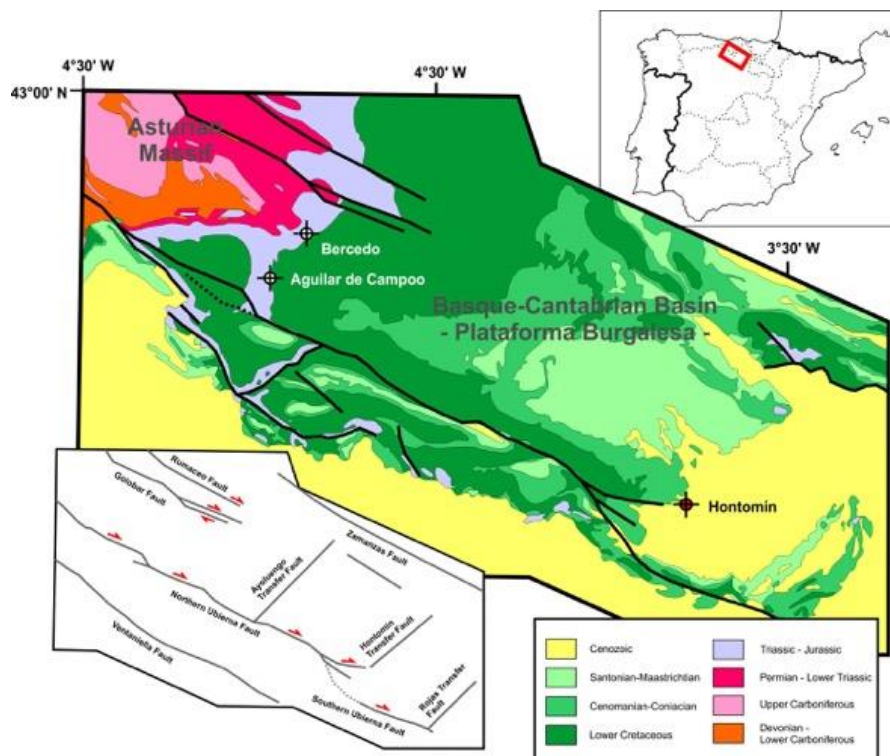 4°30' W
4°30' W
43°00' N
Asturian
Massif
3°30' W
Bercedo
Aguilar de Campoo
Basque-Cantabrian Basin
- Plataforma Burgalesa -
Hontomín
Rumaceo Fault
Golobar Fault
Zamanzas Fault
Aysluengo
Transfer Fault
Northern Ubierna Fault
Hontomín
Transfer Fault
Ventaniella Fault
Southern Ubierna Fault
Rojas Transfer
Fault
Cenozoic
Triassic - Jurassic
Santonian-Maastrichtian
Permian - Lower Triassic
Cenomanian-Coniacian
Upper Carboniferous
Lower Cretaceous
Devonian -
Lower Carboniferous